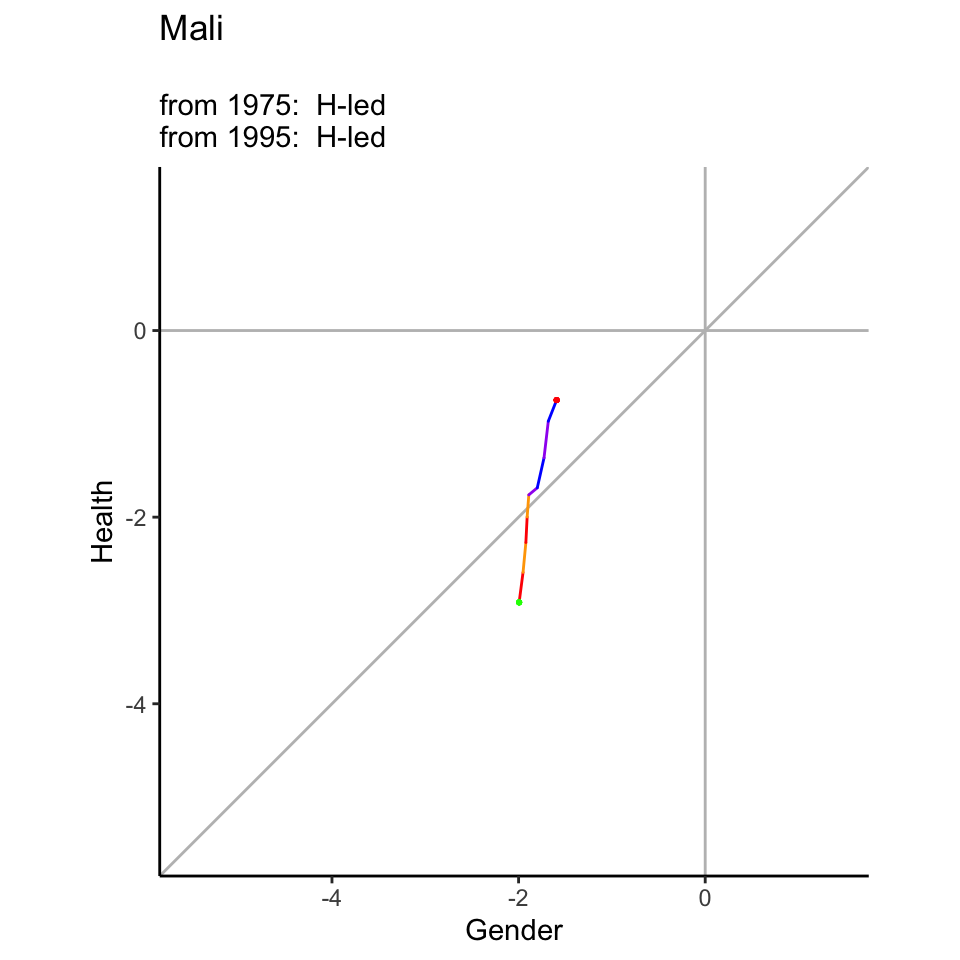 Mali
from 1975:  H-led
from 1995:  H-led
0
-2
-4
Health
-4
-2
0
Gender